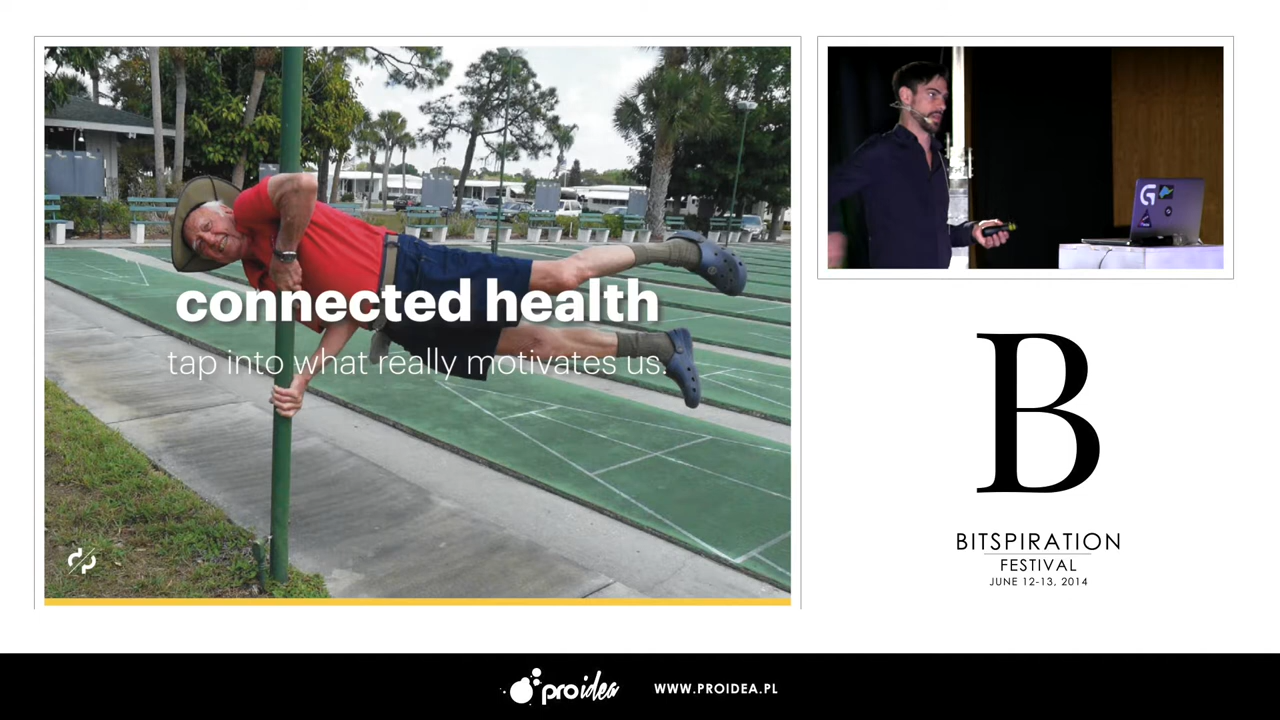 connected health
tap into what really motivates us.
B
BITSPIRATION
FESTIVAL
JUNE 12-13, 2014
proidea
WWW.PROIDEA.PL